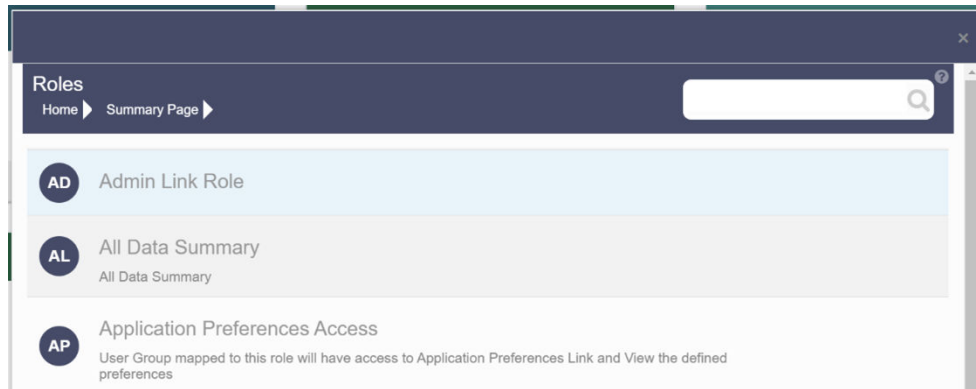 Roles
Home Summary Page
AD Admin Link Role
AL All Data Summary
All Data Summary
AP Application Preferences Access
User Group mapped to this role will have access to Application Preferences Link and View the defined
preferences